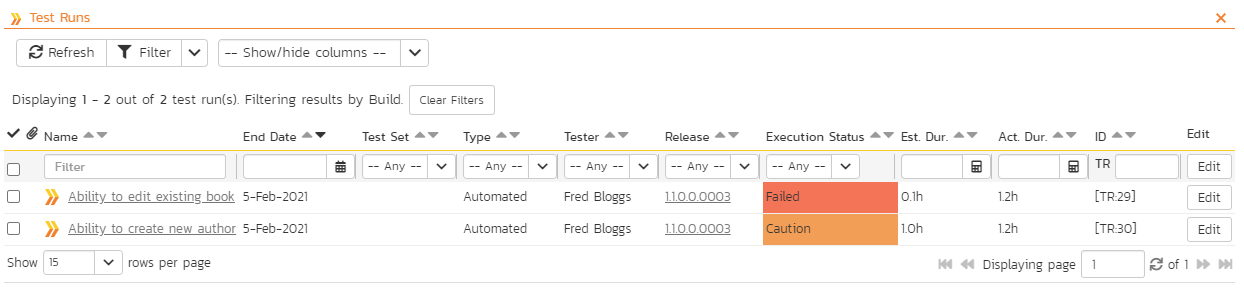 Test Runs
Refresh Filter -- Show/hide columns --
Displaying 1 - 2 out of 2 test run(s). Filtering results by Build. Clear Filters
Name End Date Test Set Type Tester Release Execution Status Est. Dur. Act. Dur. ID Edit
Filter -- Any -- -- Any -- -- Any -- -- Any -- -- Any -- TR Edit
Ability to edit existing book 5-Feb-2021 Automated Fred Bloggs 1.1.0.0.0003 Failed 0.1h 1.2h [TR:29] Edit
Ability to create new author 5-Feb-2021 Automated Fred Bloggs 1.1.0.0.0003 Caution 1.0h 1.2h [TR:30] Edit
Show 15 rows per page Displaying page 1 of 1